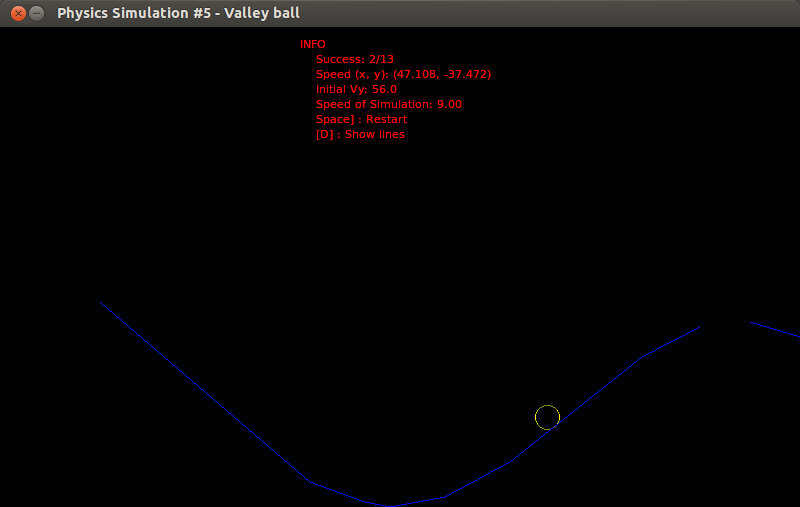 Physics Simulation #5 - Valley ball
INFO
Success: 2/13
Speed (x, y): (47.108, -37.472)
Initial Vy: 56.0
Speed of Simulation: 9.00
Space] : Restart
[D] : Show lines